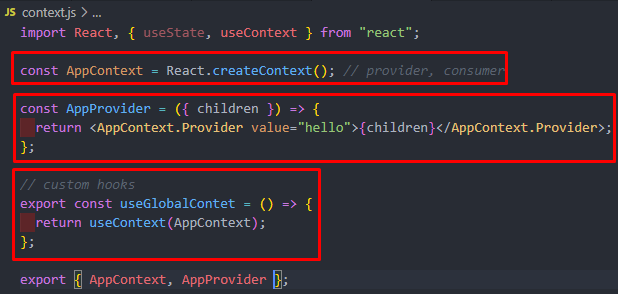 JS context.js > ...
import React, { useState, useContext } from "react";
const AppContext = React.createContext(); // provider, consumer
const AppProvider = ({ children }) => {
return <AppContext.Provider value="hello">{children}</AppContext.Provider>;
};
// custom hooks
export const useGlobalContet = () => {
return useContext(AppContext);
};
export { AppContext, AppProvider };